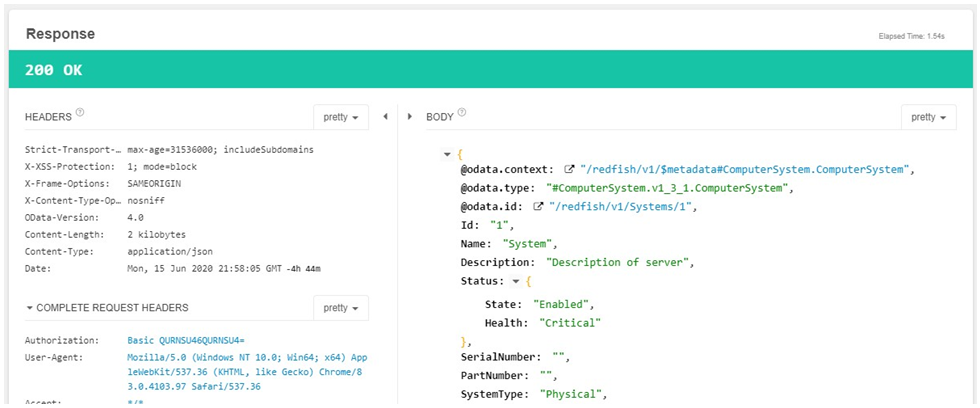 Response
Elapsed Time: 1.54s
200 OK
HEADERS ?
pretty
Strict-Transport-… max-age=31536000; includeSubdomains
X-XSS-Protection: 1; mode=block
X-Frame-Options: SAMEORIGIN
X-Content-Type-Op… nosniff
OData-Version: 4.0
Content-Length: 2 kilobytes
Content-Type: application/json
Date: Mon, 15 Jun 2020 21:58:05 GMT -4h 44m
COMPLETE REQUEST HEADERS
pretty
Authorization: Basic QURNSU46QURNSU4=
User-Agent: Mozilla/5.0 (Windows NT 10.0; Win64; x64) App
leWebKit/537.36 (KHTML, like Gecko) Chrome/8
3.0.4103.97 Safari/537.36
Accept: */*
BODY ?
pretty
{
@odata.context: "/redfish/v1/$metadata#ComputerSystem.ComputerSystem",
@odata.type: "#ComputerSystem.v1_3_1.ComputerSystem",
@odata.id: "/redfish/v1/Systems/1",
Id: "1",
Name: "System",
Description: "Description of server",
Status: {
State: "Enabled",
Health: "Critical"
},
SerialNumber: "",
PartNumber: "",
SystemType: "Physical",